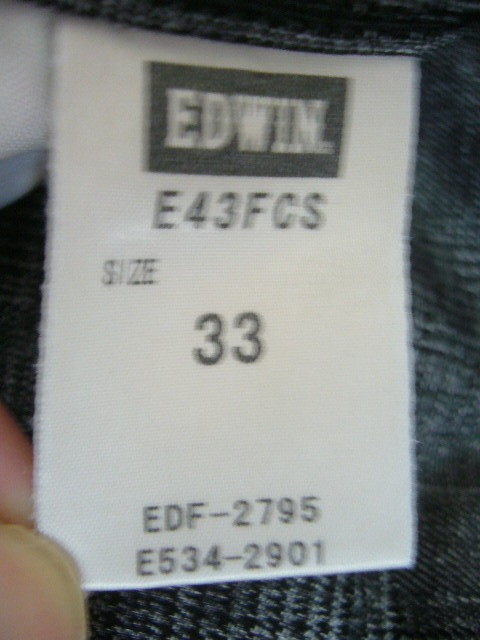 EDWIN.
E43FCS
SIZE
33
EDF-2795
E534-2901